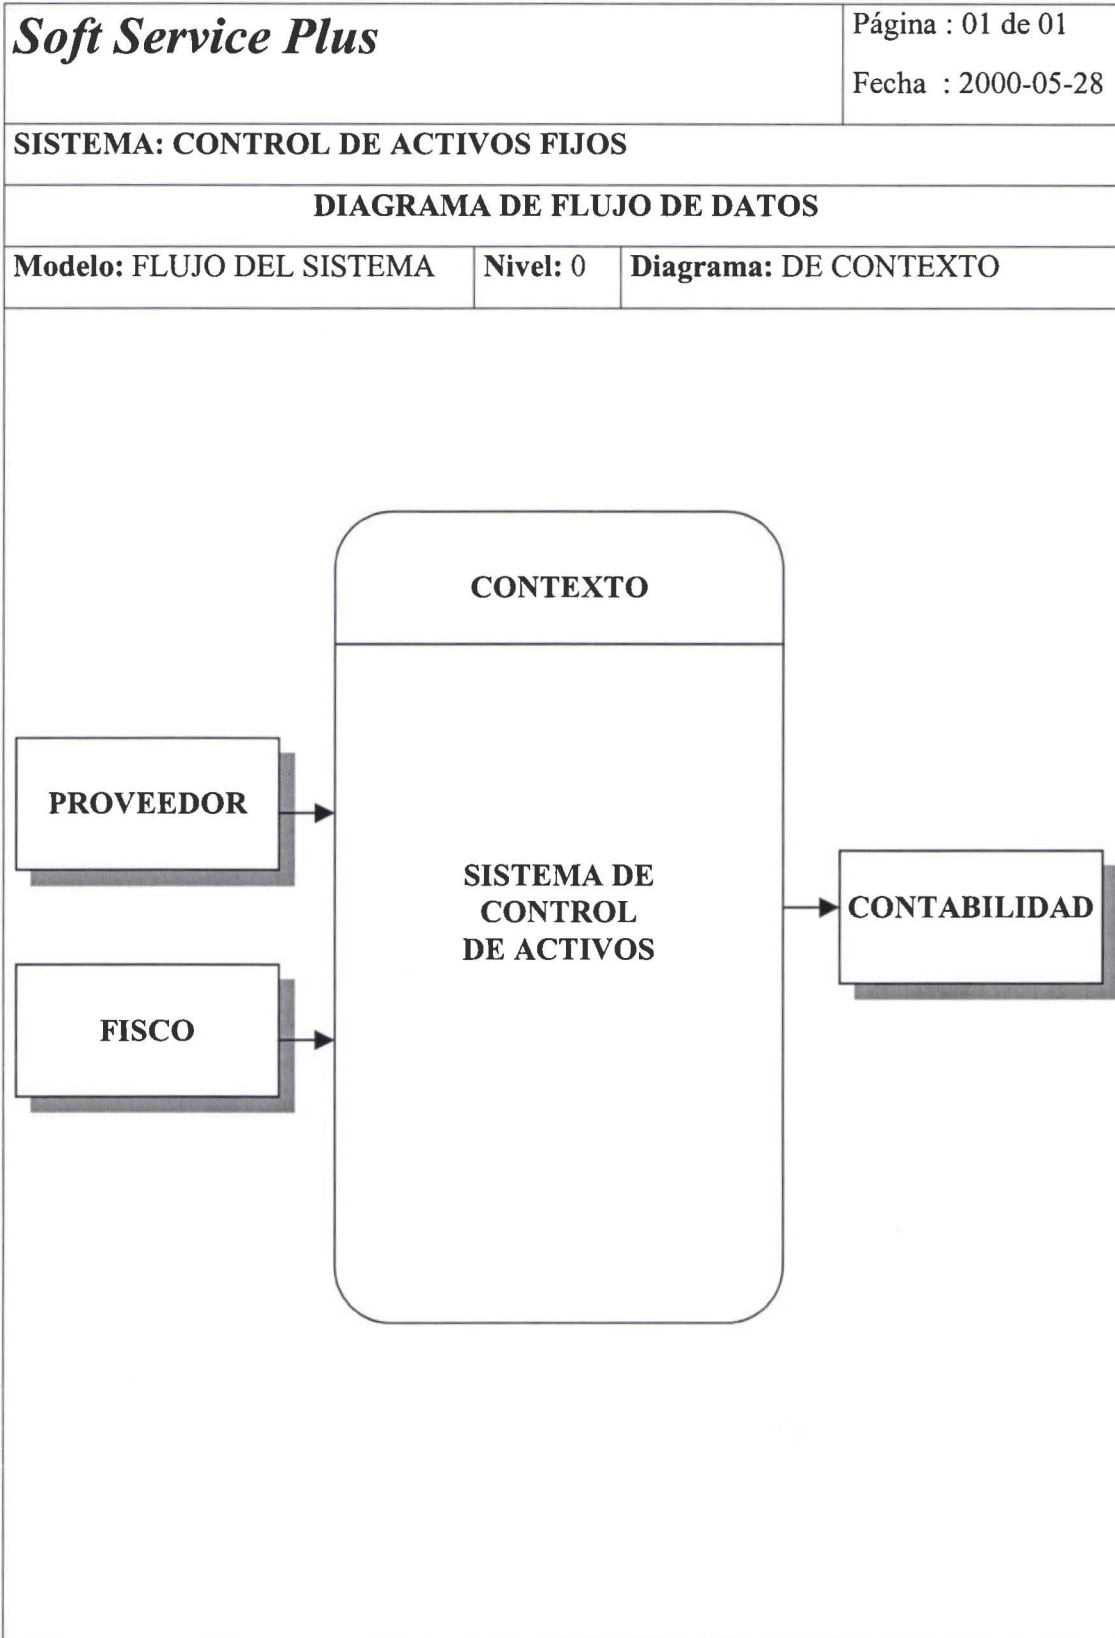 Soft Service Plus
Página : 01 de 01
Fecha : 2000-05-28
SISTEMA: CONTROL DE ACTIVOS FIJOS
DIAGRAMA DE FLUJO DE DATOS
Modelo: FLUJO DEL SISTEMA
Nivel: 0
Diagrama: DE CONTEXTO
CONTEXTO
PROVEEDOR
SISTEMA DE
CONTROL
DE ACTIVOS
CONTABILIDAD
FISCO